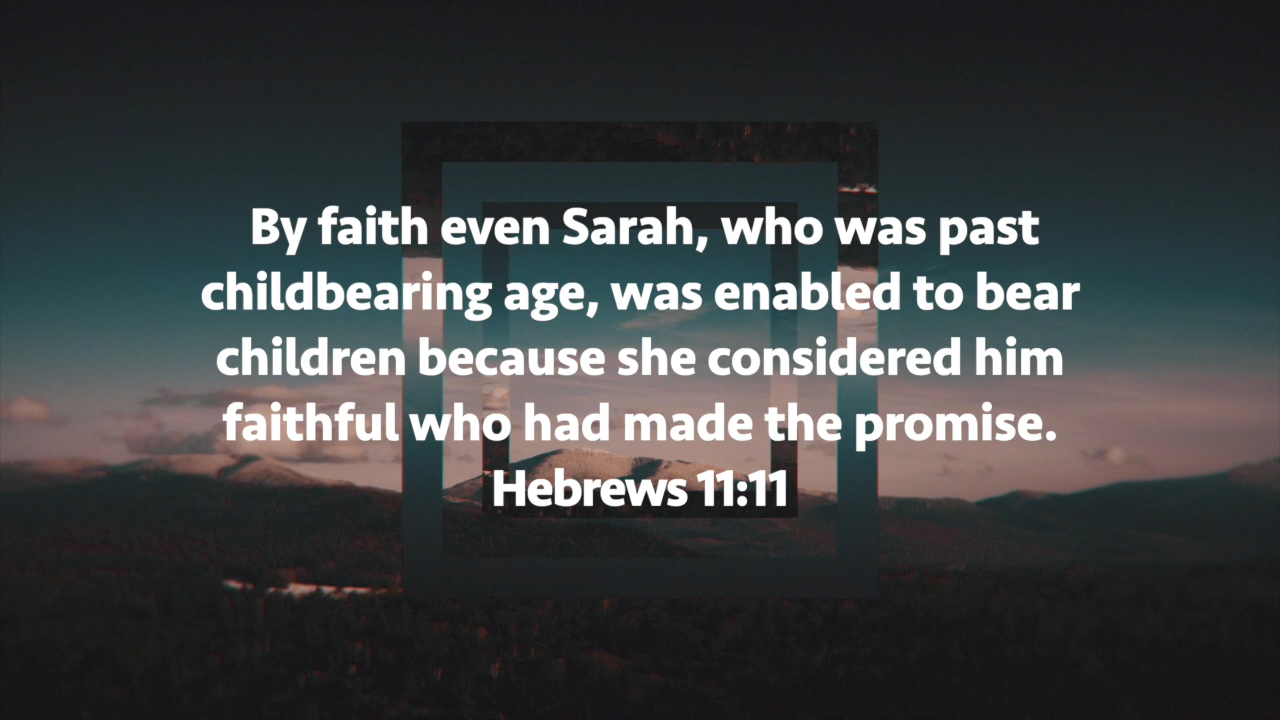 By faith even Sarah, who was past
childbearing age, was enabled to bear
children because she considered him
faithful who had made the promise.
Hebrews 11:11